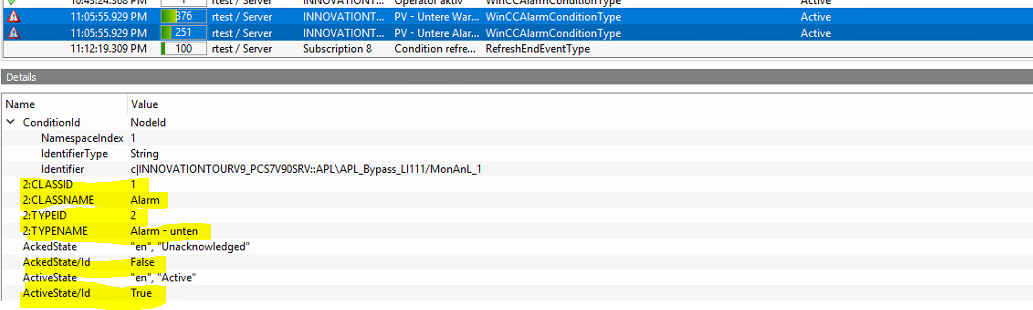 10:43:24.308 PM 1 rtest / Server INNOVATIONT... Operator aktiv WinCCAlarmConditionType Active
11:05:55.929 PM 376 rtest / Server INNOVATIONT... PV - Untere War... WinCCAlarmConditionType Active
11:05:55.929 PM 251 rtest / Server INNOVATIONT... PV - Untere Alar... WinCCAlarmConditionType Active
11:12:19.309 PM 100 rtest / Server Subscription 8 Condition refre... RefreshEndEventType
Details
Name Value
ConditionId NodeId
NamespaceIndex 1
IdentifierType String
Identifier c|INNOVATIONTOURV9_PCS7V90SRV::APL\APL_Bypass_LI111/MonAnL_1
2:CLASSID 1
2:CLASSNAME Alarm
2:TYPEID 2
2:TYPENAME Alarm - unten
AckedState "en", "Unacknowledged"
AckedState/Id False
ActiveState "en", "Active"
ActiveState/Id True